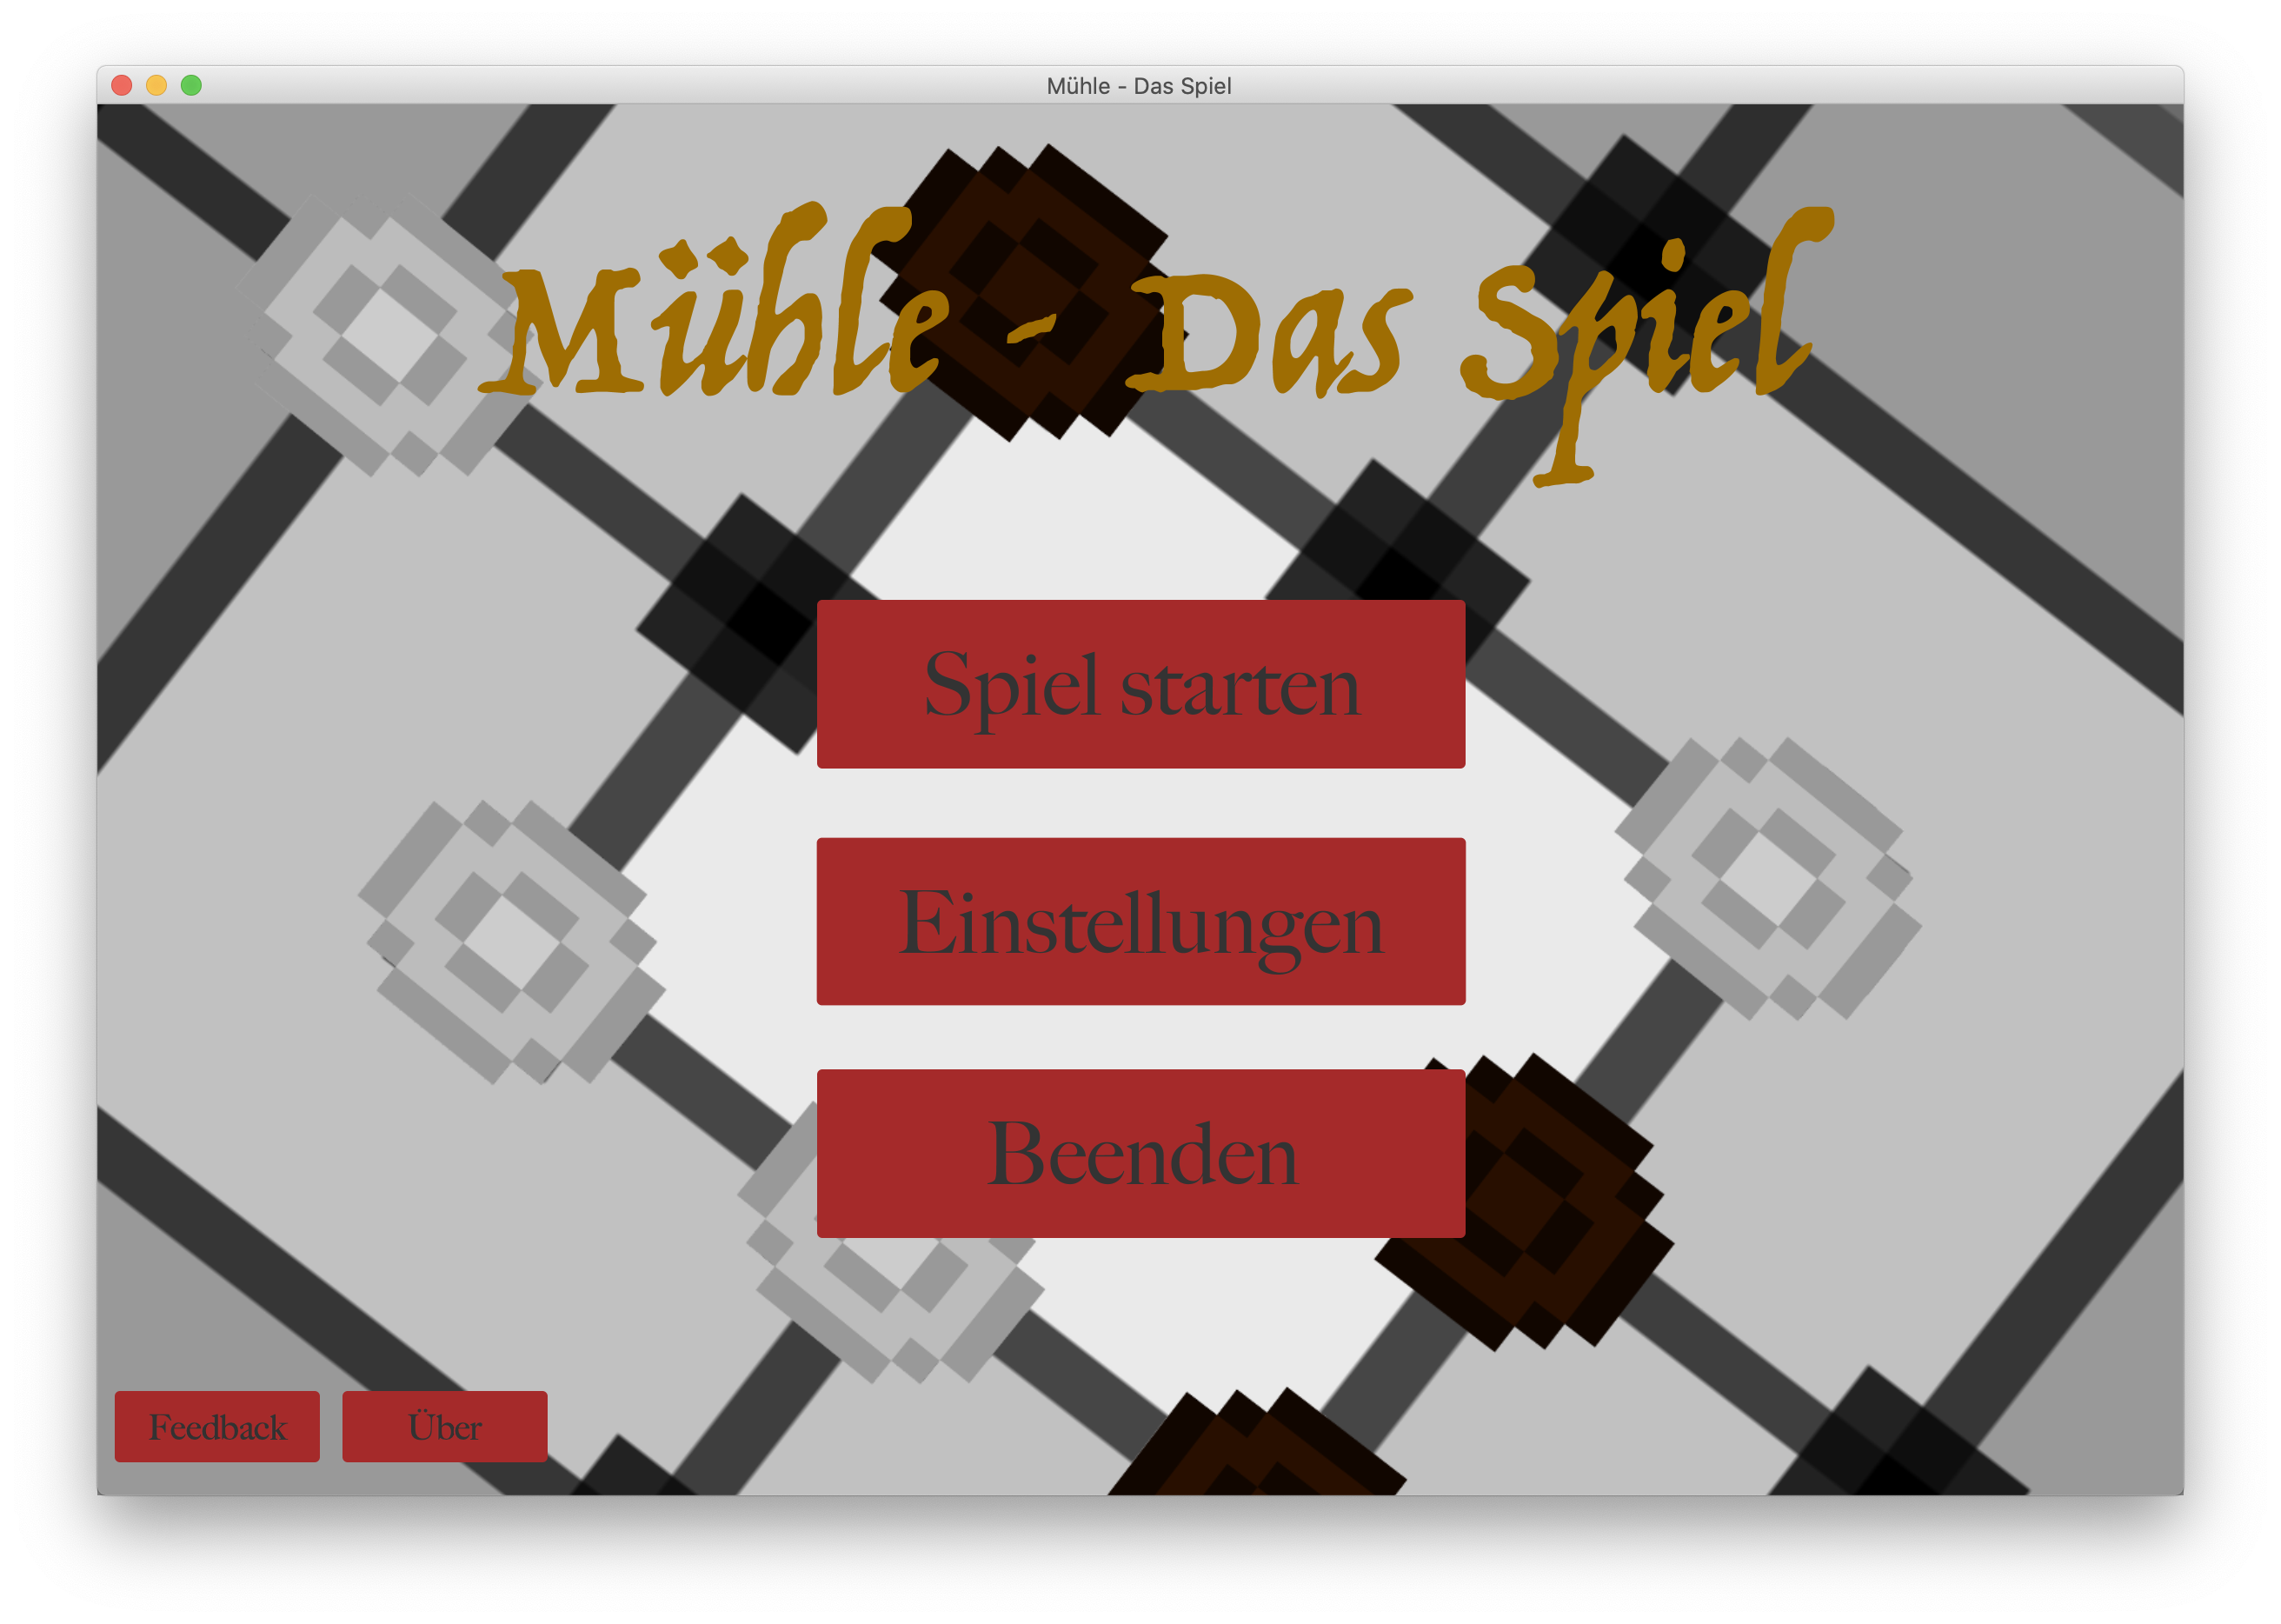 Mühle - Das Spiel
Mühle - Das Spiel
Spiel starten
Einstellungen
Beenden
Feedback
Über